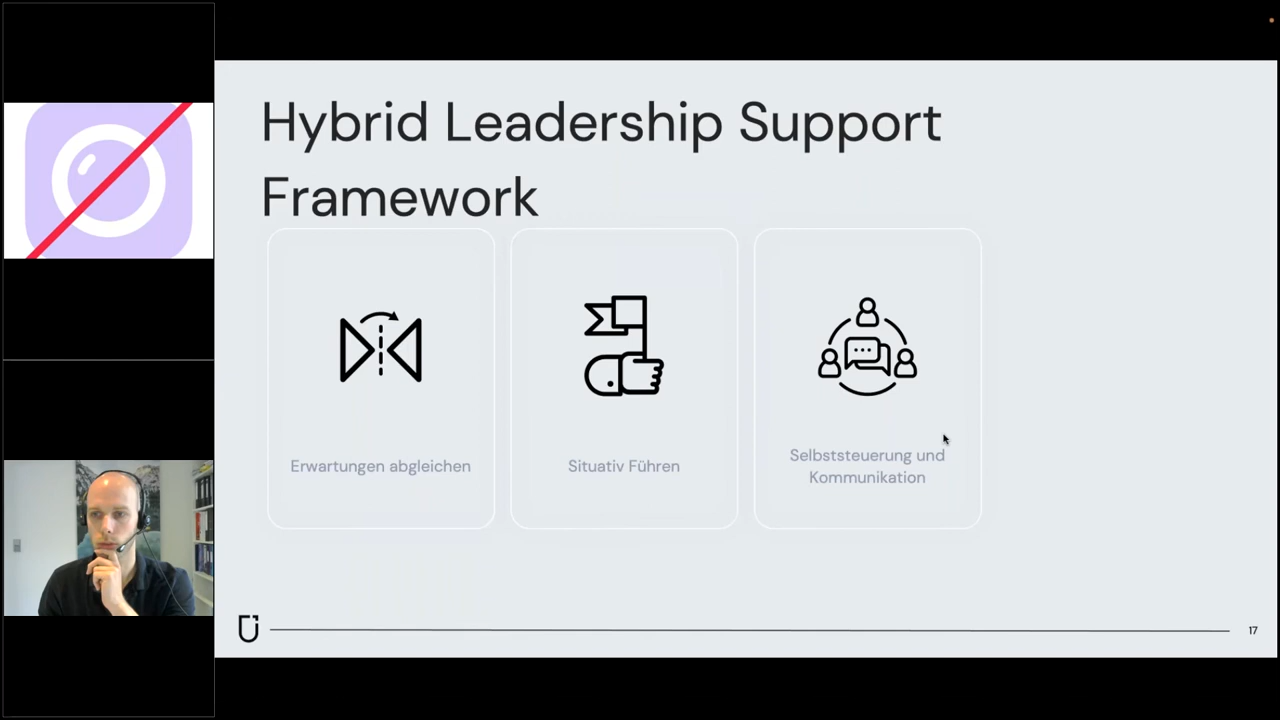 Hybrid Leadership Support
Framework
Erwartungen abgleichen
Situativ Führen
Selbststeuerung und
Kommunikation
17